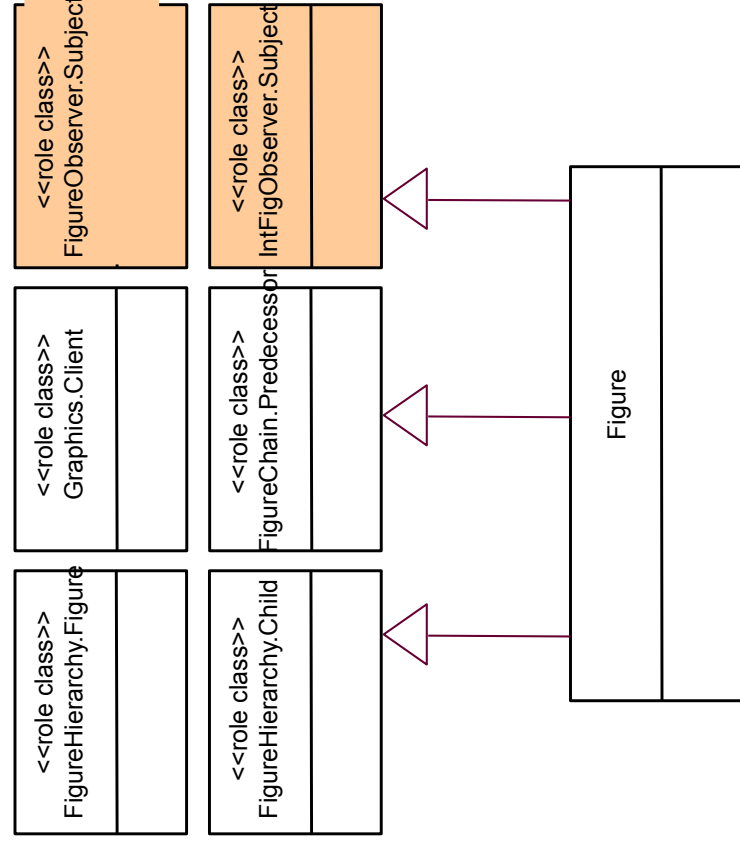 <<role class>>
FigureHierarchy.Figure
<<role class>>
Graphics.Client
<<role class>>
FigureObserver.Subject
<<role class>>
FigureHierarchy.Child
<<role class>>
FigureChain.Predecessor
<<role class>>
IntFigObserver.Subject
Figure